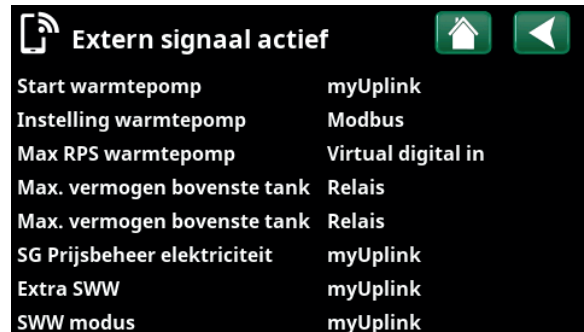 Extern signaal actief
Start warmtepomp myUplink
Instelling warmtepomp Modbus
Max RPS warmtepomp Virtual digital in
Max. vermogen bovenste tank Relais
Max. vermogen bovenste tank Relais
SG Prijsbeheer elektriciteit myUplink
Extra SWW myUplink
SWW modus myUplink